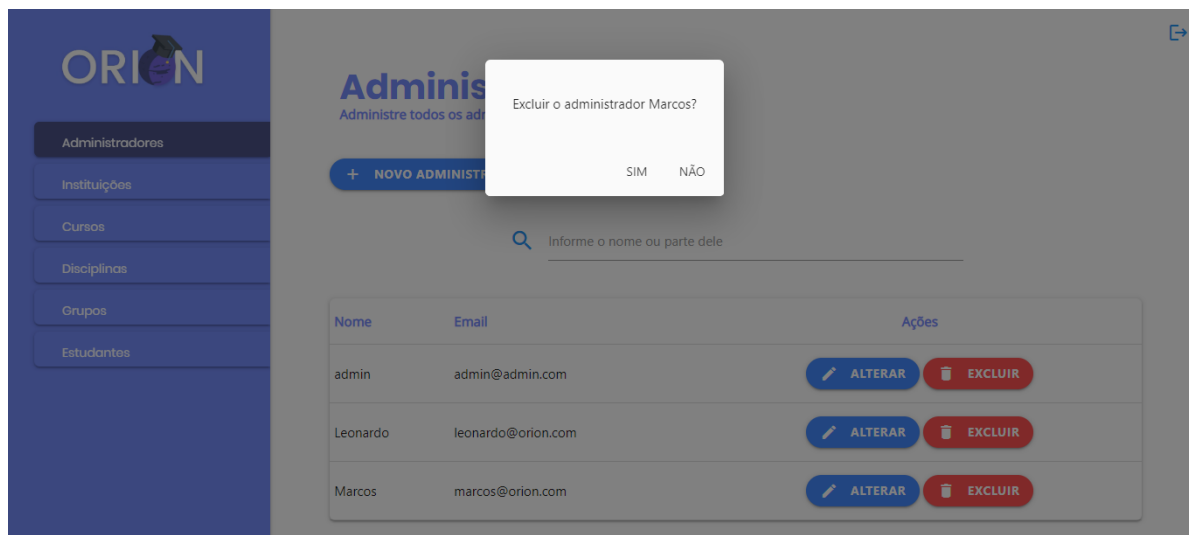 ORION
Administradores
Instituições
Cursos
Disciplinas
Grupos
Estudantes
Adminis
Administre todos os adr
+ NOVO ADMINISTR
Excluir o administrador Marcos?
SIM NÃO
Informe o nome ou parte dele
Nome Email Ações
admin admin@admin.com ALTERAR EXCLUIR
Leonardo leonardo@orion.com ALTERAR EXCLUIR
Marcos marcos@orion.com ALTERAR EXCLUIR